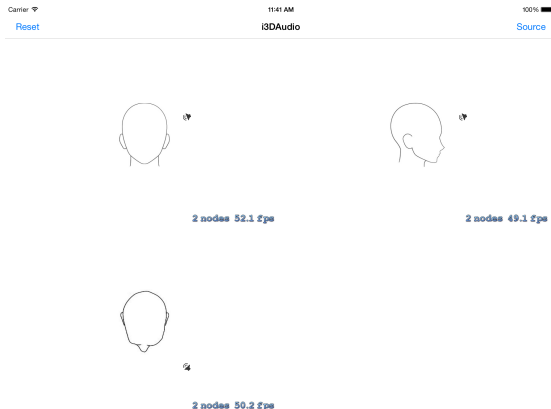 Carrier 11:41 AM 100%
Reset i3DAudio Source
2 nodes 52.1 fps 2 nodes 49.1 fps
2 nodes 50.2 fps